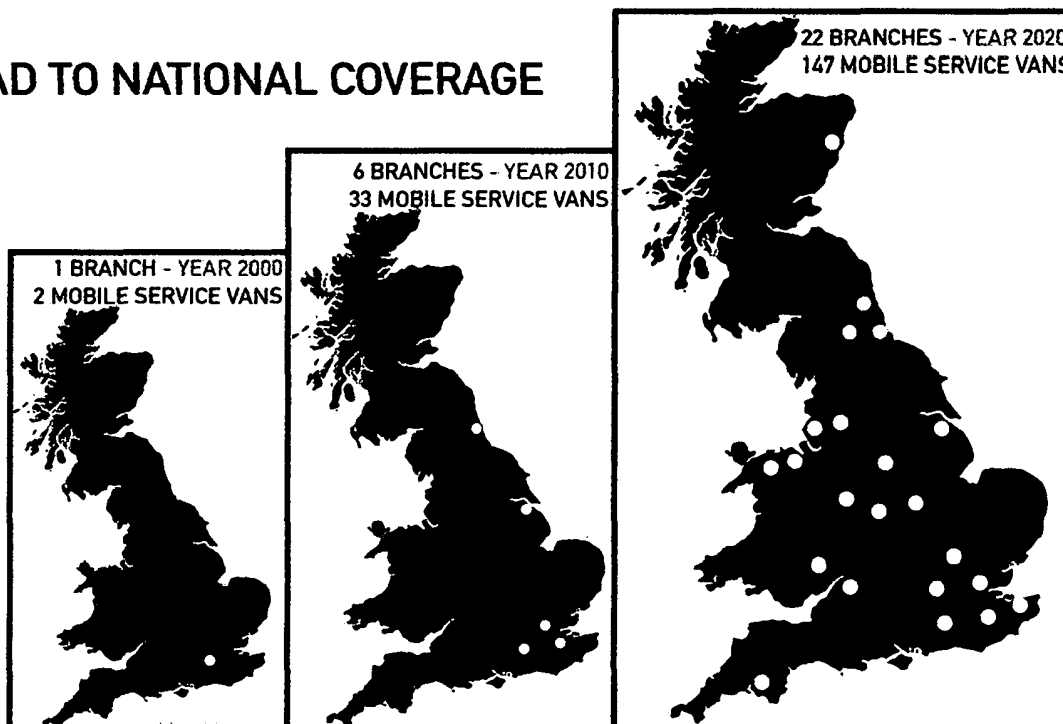 AD TO NATIONAL COVERAGE
22 BRANCHES - YEAR 2020
147 MOBILE SERVICE VANS
6 BRANCHES - YEAR 2010
33 MOBILE SERVICE VANS
1 BRANCH - YEAR 2000
2 MOBILE SERVICE VANS